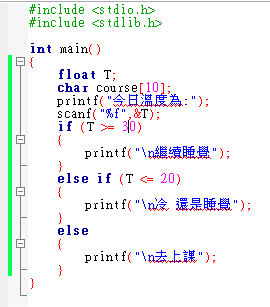 #include <stdio.h>
#include <stdlib.h>
int main()
{
float T;
char course[10];
printf("今日溫度為:");
scanf("%f",&T);
if (T >= 30)
{
printf("\n繼續睡覺");
}
else if (T <= 20)
{
printf("\n冷 還是睡覺");
}
else
{
printf("\n去上課");
}
}